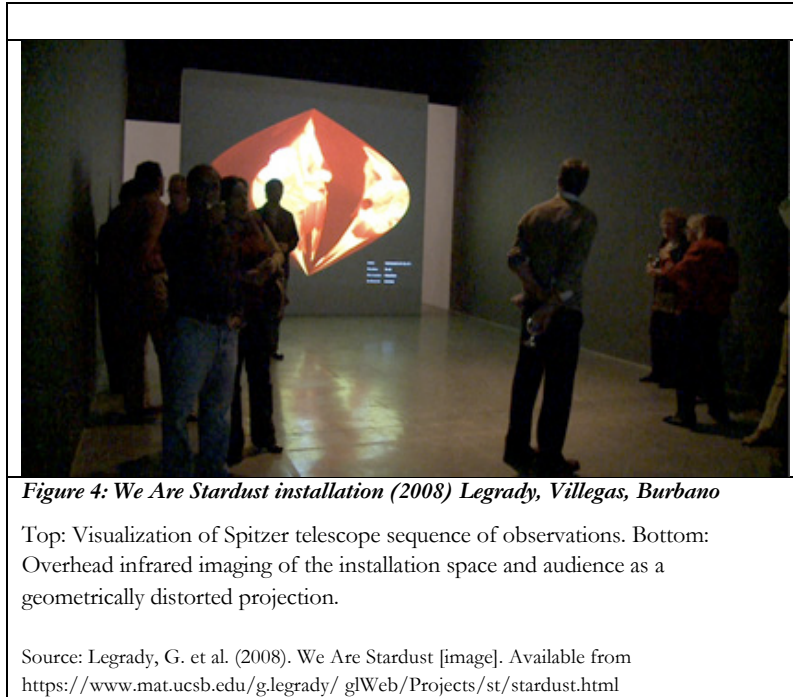 Figure 4: We Are Stardust installation (2008) Legrady, Villegas, Burbano
Top: Visualization of Spitzer telescope sequence of observations. Bottom:
Overhead infrared imaging of the installation space and audience as a
geometrically distorted projection.
Source: Legrady, G. et al. (2008). We Are Stardust [image]. Available from
https://www.mat.ucsb.edu/g.legrady/ glWeb/Projects/st/stardust.html